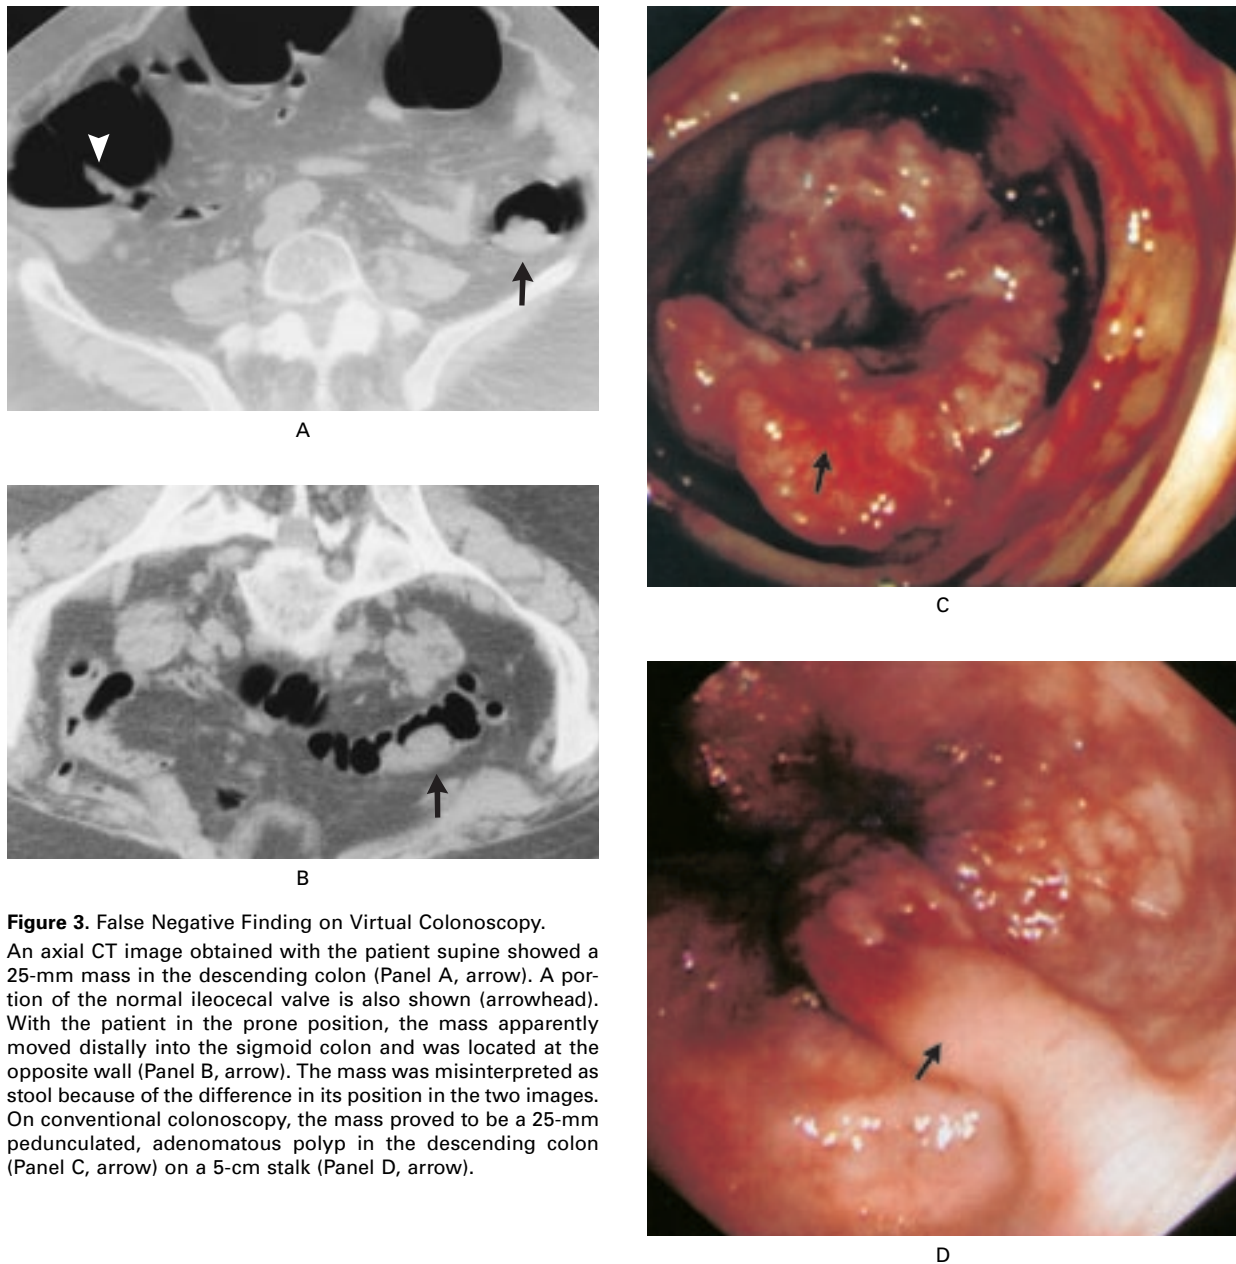 A
B
Figure 3. False Negative Finding on Virtual Colonoscopy.
An axial CT image obtained with the patient supine showed a
25-mm mass in the descending colon (Panel A, arrow). A por-
tion of the normal ileocecal valve is also shown (arrowhead).
With the patient in the prone position, the mass apparently
moved distally into the sigmoid colon and was located at the
opposite wall (Panel B, arrow). The mass was misinterpreted as
stool because of the difference in its position in the two images.
On conventional colonoscopy, the mass proved to be a 25-mm
pedunculated, adenomatous polyp in the descending colon
(Panel C, arrow) on a 5-cm stalk (Panel D, arrow).
C
D